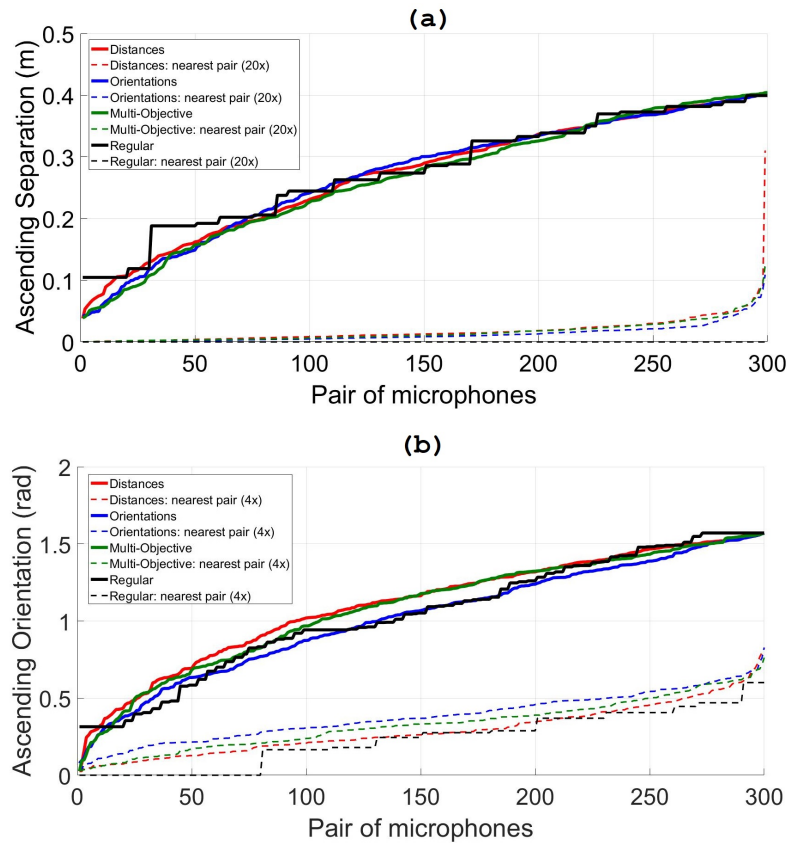 (a)
Ascending Separation (m)
0.5
0.4
0.3
0.2
0.1
0
Distances
Distances: nearest pair (20x)
Orientations
Orientations: nearest pair (20x)
Multi-Objective
Multi-Objective: nearest pair (20x)
Regular
Regular: nearest pair (20x)
0 50 100 150 200 250 300
Pair of microphones
(b)
Ascending Orientation (rad)
2
1.5
1
0.5
0
Distances
Distances: nearest pair (4x)
Orientations
Orientations: nearest pair (4x)
Multi-Objective
Multi-Objective: nearest pair (4x)
Regular
Regular: nearest pair (4x)
0 50 100 150 200 250 300
Pair of microphones